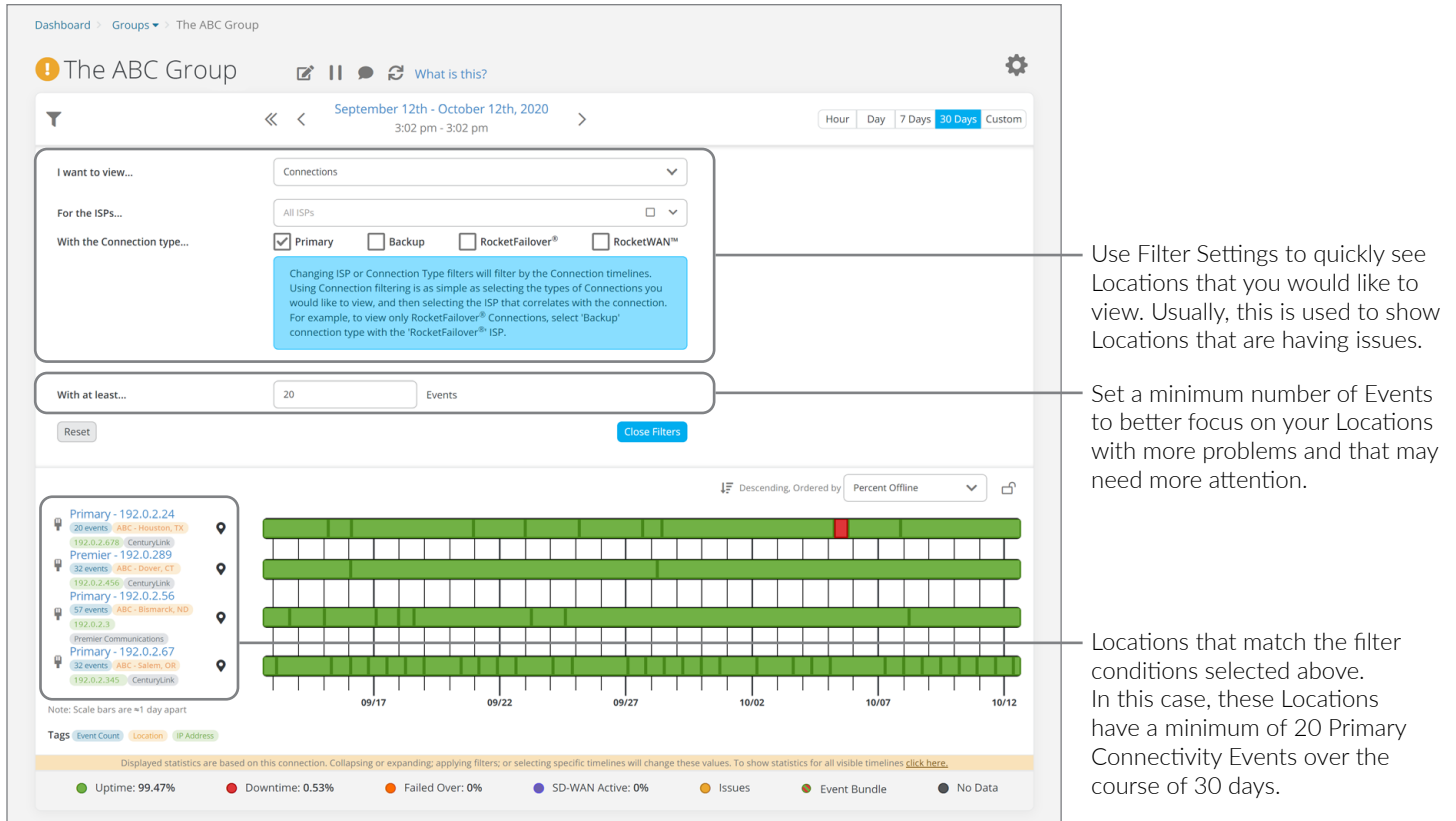 Dashboard > Groups > The ABC Group
The ABC Group
What is this?
September 12th - October 12th, 2020
3:02 pm - 3:02 pm
Hour Day 7 Days 30 Days Custom
I want to view...
Connections
For the ISPs...
All ISPs
With the Connection type...
Primary Backup RocketFailover® RocketWAN™
Changing ISP or Connection Type filters will filter by the Connection timelines.
Using Connection filtering is as simple as selecting the types of Connections you
would like to view, and then selecting the ISP that correlates with the connection.
For example, to view only RocketFailover® Connections, select 'Backup'
connection type with the 'RocketFailover®' ISP.
With at least...
20 Events
Reset
Close Filters
Use Filter Settings to quickly see
Locations that you would like to
view. Usually, this is used to show
Locations that are having issues.
Set a minimum number of Events
to better focus on your Locations
with more problems and that may
need more attention.
Descending, Ordered by Percent Offline
Primary - 192.0.2.24
20 events ABC - Houston, TX
192.0.2.678 CenturyLink
Premier - 192.0.289
32 events ABC - Dover, CT
192.0.2.456 CenturyLink
Primary - 192.0.2.56
57 events ABC - Bismarck, ND
192.0.2.3
Premier Communications
Primary - 192.0.2.67
32 events ABC - Salem, OR
192.0.2.345 CenturyLink
09/17 09/22 09/27 10/02 10/07 10/12
Note: Scale bars are ≈1 day apart
Tags Event Count Location IP Address
Locations that match the filter
conditions selected above.
In this case, these Locations
have a minimum of 20 Primary
Connectivity Events over the
course of 30 days.
Displayed statistics are based on this connection. Collapsing or expanding; applying filters; or selecting specific timelines will change these values. To show statistics for all visible timelines click here.
Uptime: 99.47% Downtime: 0.53% Failed Over: 0% SD-WAN Active: 0% Issues Event Bundle No Data